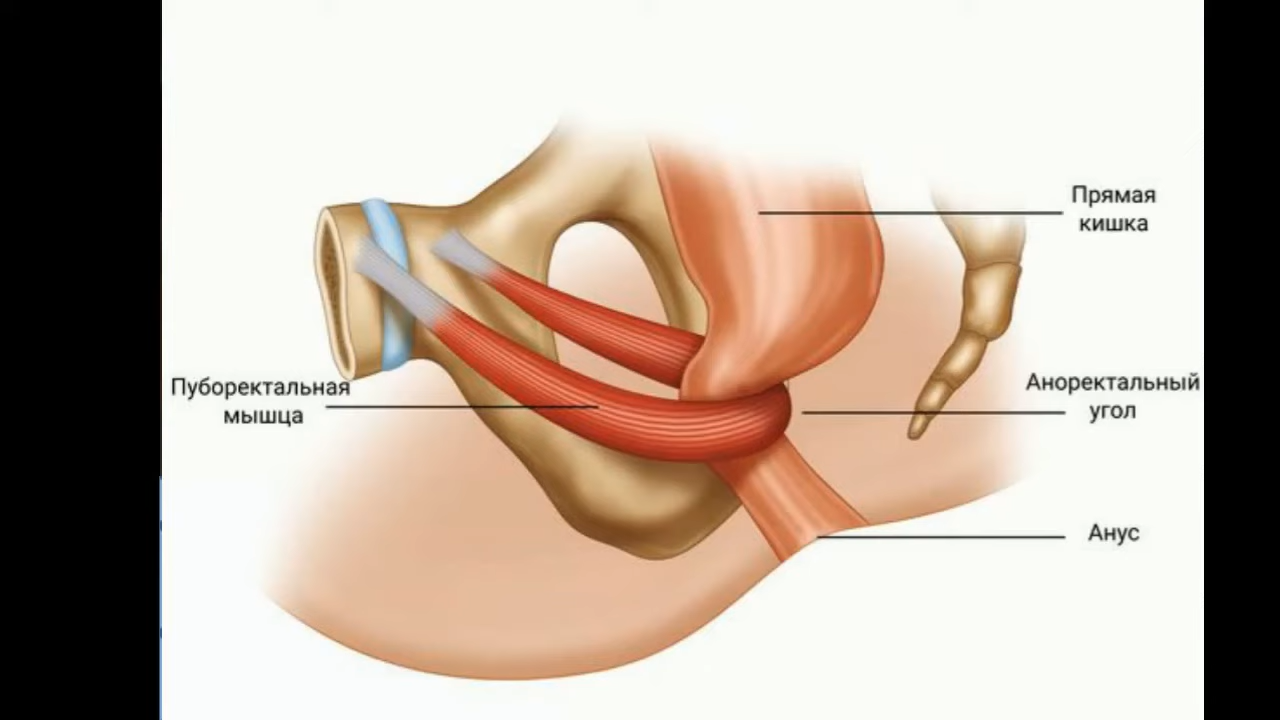 Прямая
кишка
Пуборектальная
мышца
Аноректальный
угол
Анус